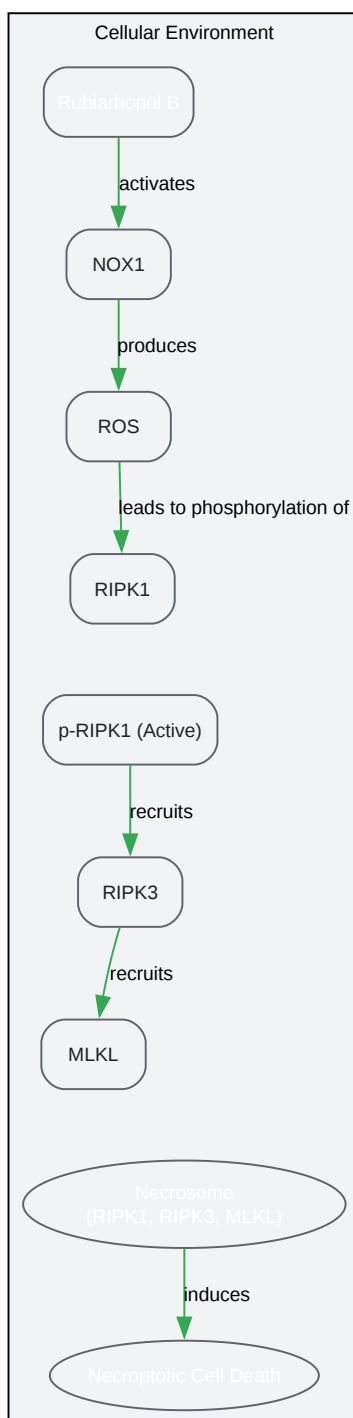 Cellular Environment
Rubiarbonol B
activates
NOX1
produces
ROS
leads to phosphorylation of
RIPK1
p-RIPK1 (Active)
recruits
RIPK3
recruits
MLKL
Necrosome
(RIPK1, RIPK3, MLKL)
induces
Necroptotic Cell Death